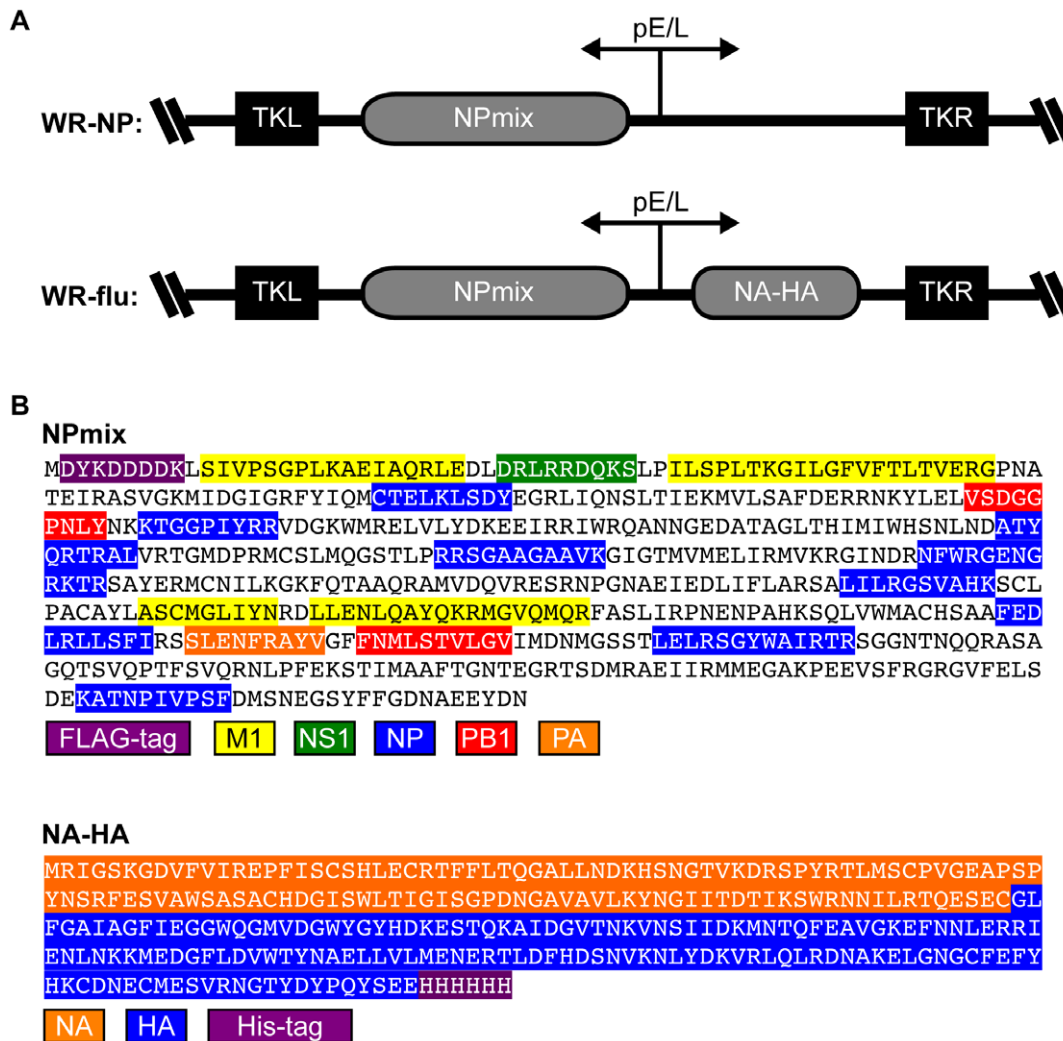 A
pE/L
WR-NP:
TKL
NPmix
TKR
pE/L
WR-flu:
TKL
NPmix
NA-HA
TKR
B
NPmix
MDYKDDDDKLSIVPSGPLKAEIAQRLEDLDRLRRDQKSLPILSPLTKGILGFVFTLTVERGPNA
TEIRASVGKMIDGIGRFYIQMCTELKLSDYEGRLIQNSLTIEKMVLSAFDERRNKYLELVSDGG
PNLYNKKTGGPIYRRVDGKWMRELVLYDKEEIRRIWRQANNGEDATAGLTHIMIWHSNLNDATY
QRTRALVRTGMDPRMCSLMQGSTLPRRSGAAGAAVKGIGTMVMELIRMVKRGINDRNFWRGENG
RKTRSAYERMCNILKGKFQTAAQRAMVDQVRESRNPGNAEIEDLIFLARSALILRGSVAHKSCL
PACAYLASCMGLIYNRDLLENLQAYQKRMGVQMQRFASLIRPNENPAHKSQLVWMACHSAAFED
LRLLSFIRSSSLENFRAYVGFFNMLSTVLGVIMDNMGSSTLELRSGYWAIRTRSGGNTNQQRASA
GQTSVQPTFSVQRNLPFEKSTIMAAFTGNTEGRTSDMRAEIIRMMEGAKPEEVSFRGRGVFELS
DEKATNPIVPSFDMSNEGSYFFGDNAEEYDN
FLAG-tag
M1
NS1
NP
PB1
PA
NA-HA
MRIGSKGDVFVIREPFISCSHLECRTFFLTQGALLNDKHSNGTVKDRSPYRTLMSCPVGEAPSP
YNSRFESVAWSASACHDGISWLTIGISGPDNGAVAVLKYNGIITDTIKSWRNNILRTQESECGL
FGAIAGFIEGGWQGMVDGWYGYHDKESTQKAIDGVTNKVNSIIDKMNTQFEAVGKEFNNLERRI
ENLNKKMEDGFLDVWTYNAELLVLMENERTLDFHDSNVKNLYDKVRLQLRDNAKELGNGCFEFY
HKCDNECMESVRNGTYDYPQYSEEHHHHHH
NA
HA
His-tag